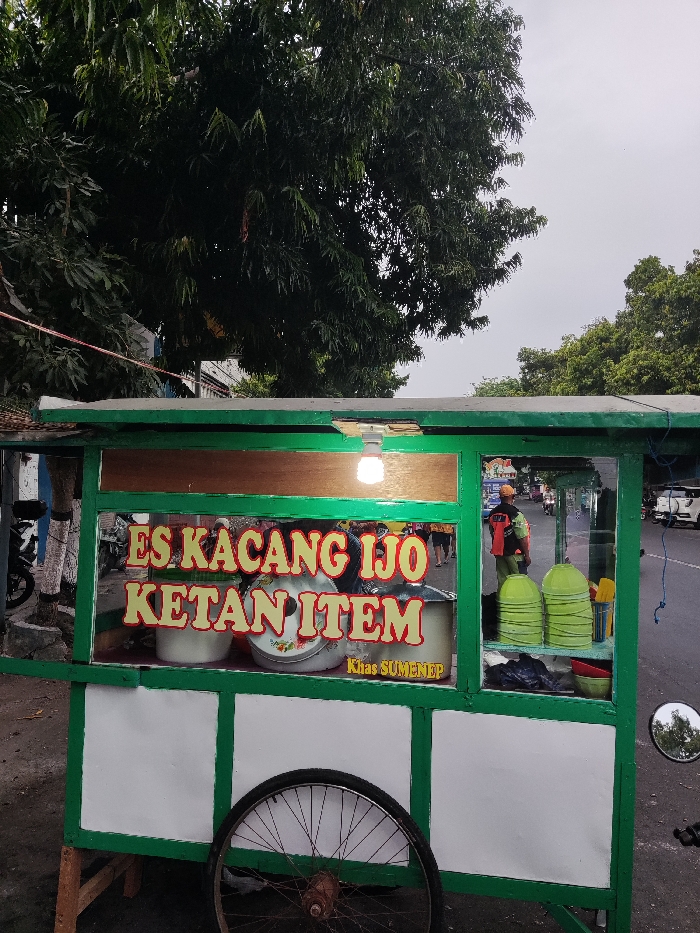 ES KACANG IJO
KETAN ITEM
Khas SUMENEP